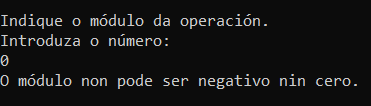 Indique o módulo da operación.
Introduza o número:
0
O módulo non pode ser negativo nin cero.